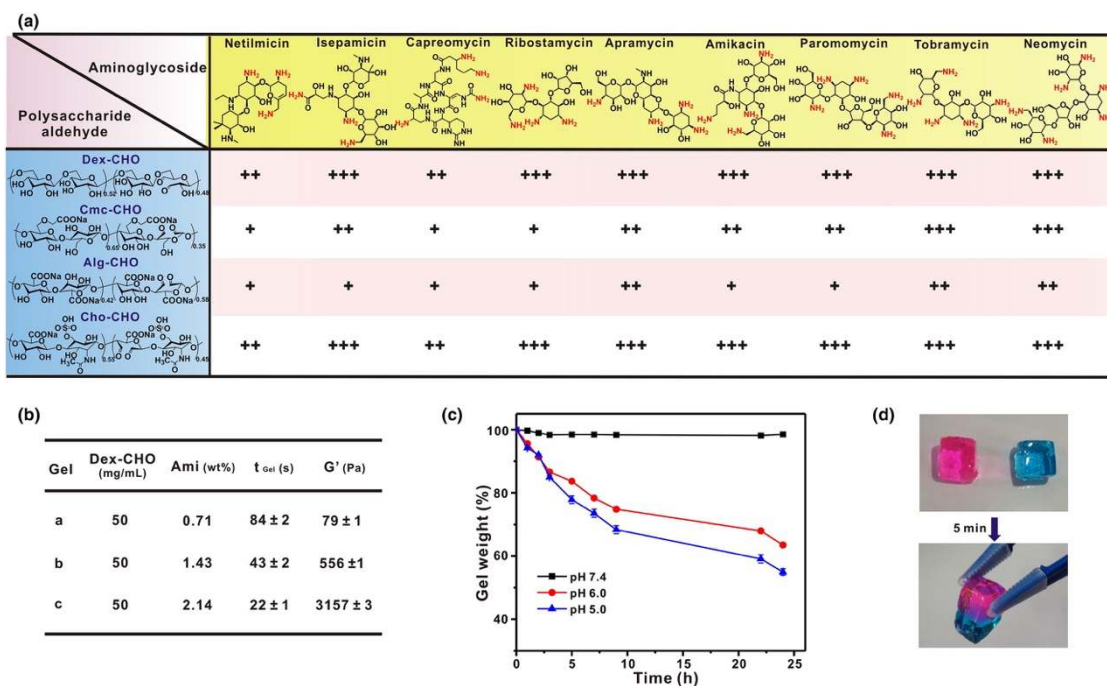 (a)
Aminoglycoside
Polysaccharide
aldehyde
Netilmicin Isepamicin Capreomycin Ribostamycin Apramycin Amikacin Paromomycin Tobramycin Neomycin
Dex-CHO ++ +++ ++ +++ +++ +++ +++ +++ +++
Cmc-CHO + ++ + + ++ ++ ++ +++ +++
Alg-CHO + + + + ++ + + ++ ++
Cho-CHO ++ +++ ++ +++ +++ +++ +++ +++ +++
(b)
Gel Dex-CHO (mg/mL) Ami (wt%) t Gel (s) G' (Pa)
a 50 0.71 84 ± 2 79 ± 1
b 50 1.43 43 ± 2 556 ±1
c 50 2.14 22 ± 1 3157 ± 3
(c)
Gel weight (%)
100
80
60
40
pH 7.4
pH 6.0
pH 5.0
0 5 10 15 20 25
Time (h)
(d)
5 min